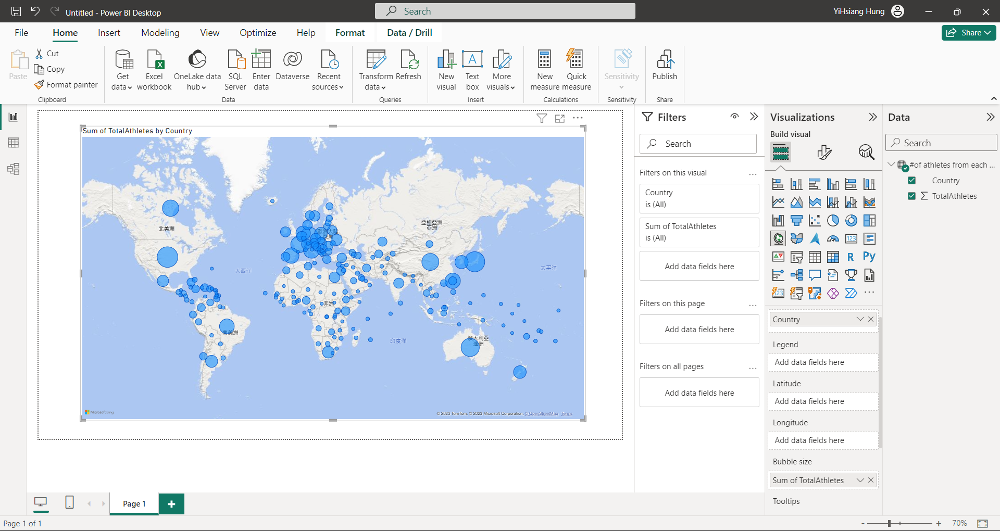 Untitled - Power BI Desktop
Search
YiHsiang Hung
File
Home
Insert
Modeling
View
Optimize
Help
Format
Data / Drill
Share
Paste
Cut
Copy
Format painter
Clipboard
Get data
Excel workbook
OneLake data hub
SQL Server
Enter data
Dataverse
Recent sources
Data
Transform data
Refresh
Queries
New visual
Text box
More visuals
Insert
New measure
Quick measure
Calculations
Sensitivity
Sensitivity
Publish
Share
Sum of TotalAthletes by Country
北美洲
大西洋
南美洲
非洲
印度洋
亞細亞洲
亞洲
太平洋
澳大利亞
澳洲
Microsoft Bing
© 2023 TomTom, © 2023 Microsoft Corporation, © OpenStreetMap Terms
Filters
Search
Filters on this visual
Country
is (All)
Sum of TotalAthletes
is (All)
Add data fields here
Filters on this page
Add data fields here
Filters on all pages
Add data fields here
Visualizations
Build visual
123
R
Py
123
Country
Legend
Add data fields here
Latitude
Add data fields here
Longitude
Add data fields here
Bubble size
Sum of TotalAthletes
Tooltips
Data
Search
#of athletes from each ...
Country
TotalAthletes
Page 1
Page 1 of 1
70%